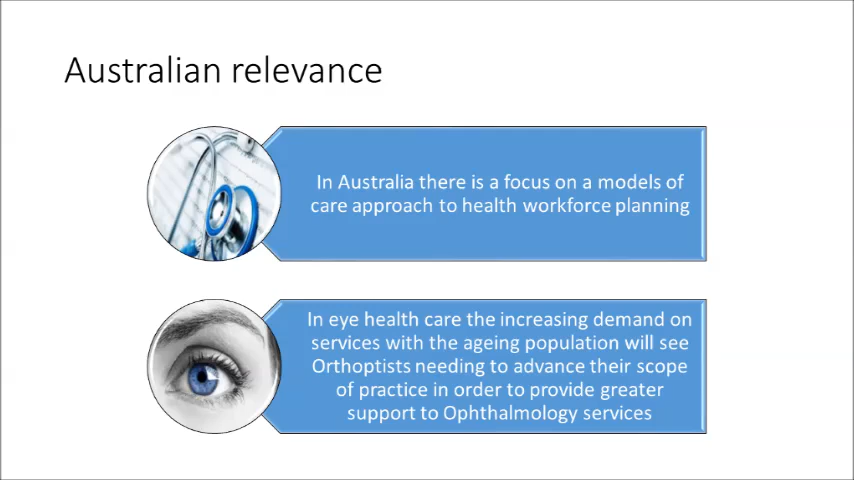 Australian relevance
In Australia there is a focus on a models of
care approach to health workforce planning
In eye health care the increasing demand on
services with the ageing population will see
Orthoptists needing to advance their scope
of practice in order to provide greater
support to Ophthalmology services